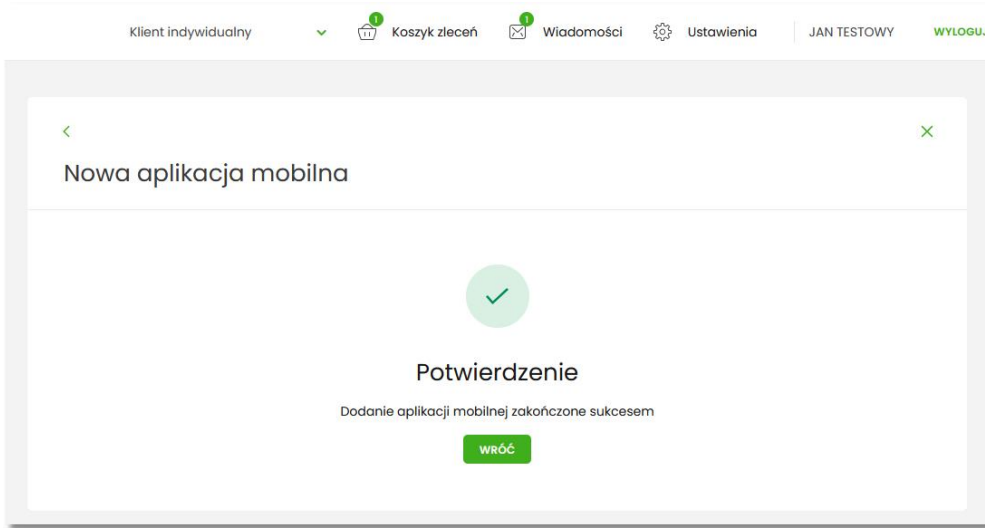 Klient indywidualny 1 Koszyk zleceń 1 Wiadomości Ustawienia JAN TESTOWY WYLOGUJ
Nowa aplikacja mobilna
Potwierdzenie
Dodanie aplikacji mobilnej zakończone sukcesem
WRÓĆ